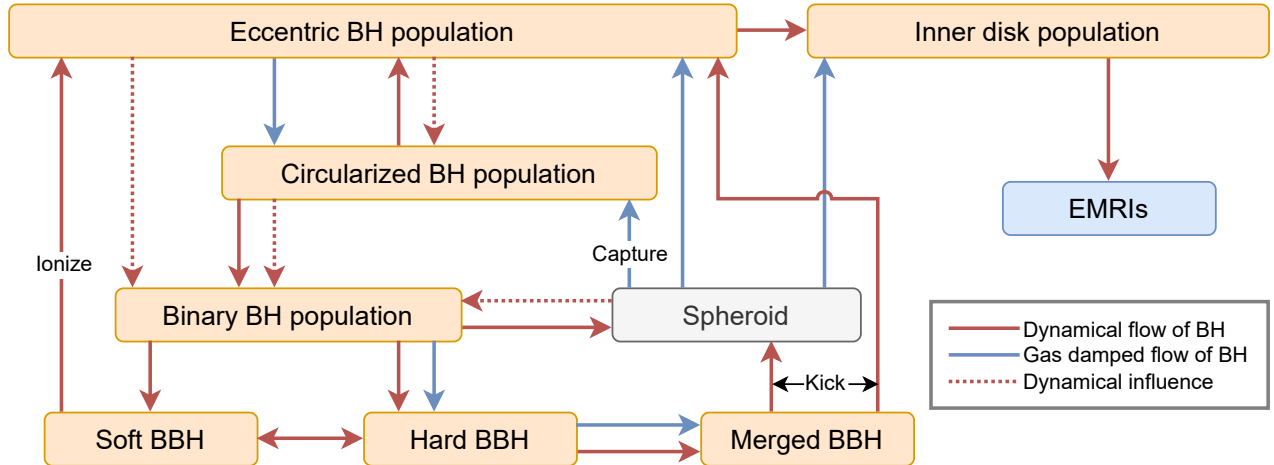 Eccentric BH population
Inner disk population
Circularized BH population
EMRIs
Ionize
Capture
Binary BH population
Spheroid
Dynamical flow of BH
Gas damped flow of BH
Dynamical influence
Kick
Soft BBH
Hard BBH
Merged BBH